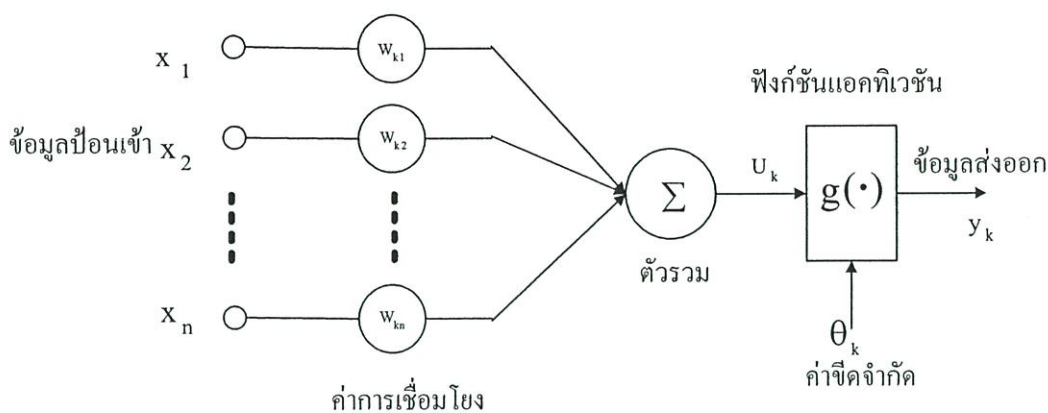 x 1
W k1
ฟังก์ชันแอคทิเวชัน
ข้อมูลป้อนเข้า
x 2
W k2
Σ
U k
g(·)
ข้อมูลส่งออก
y k
ตัวรวม
x n
W kn
θ k
ค่าขีดจำกัด
ค่าการเชื่อมโยง